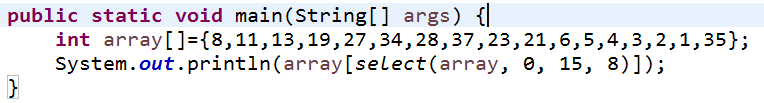 public static void main(String[] args) {
int array[]={8,11,13,19,27,34,28,37,23,21,6,5,4,3,2,1,35};
System.out.println(array[select(array, 0, 15, 8)]);
}